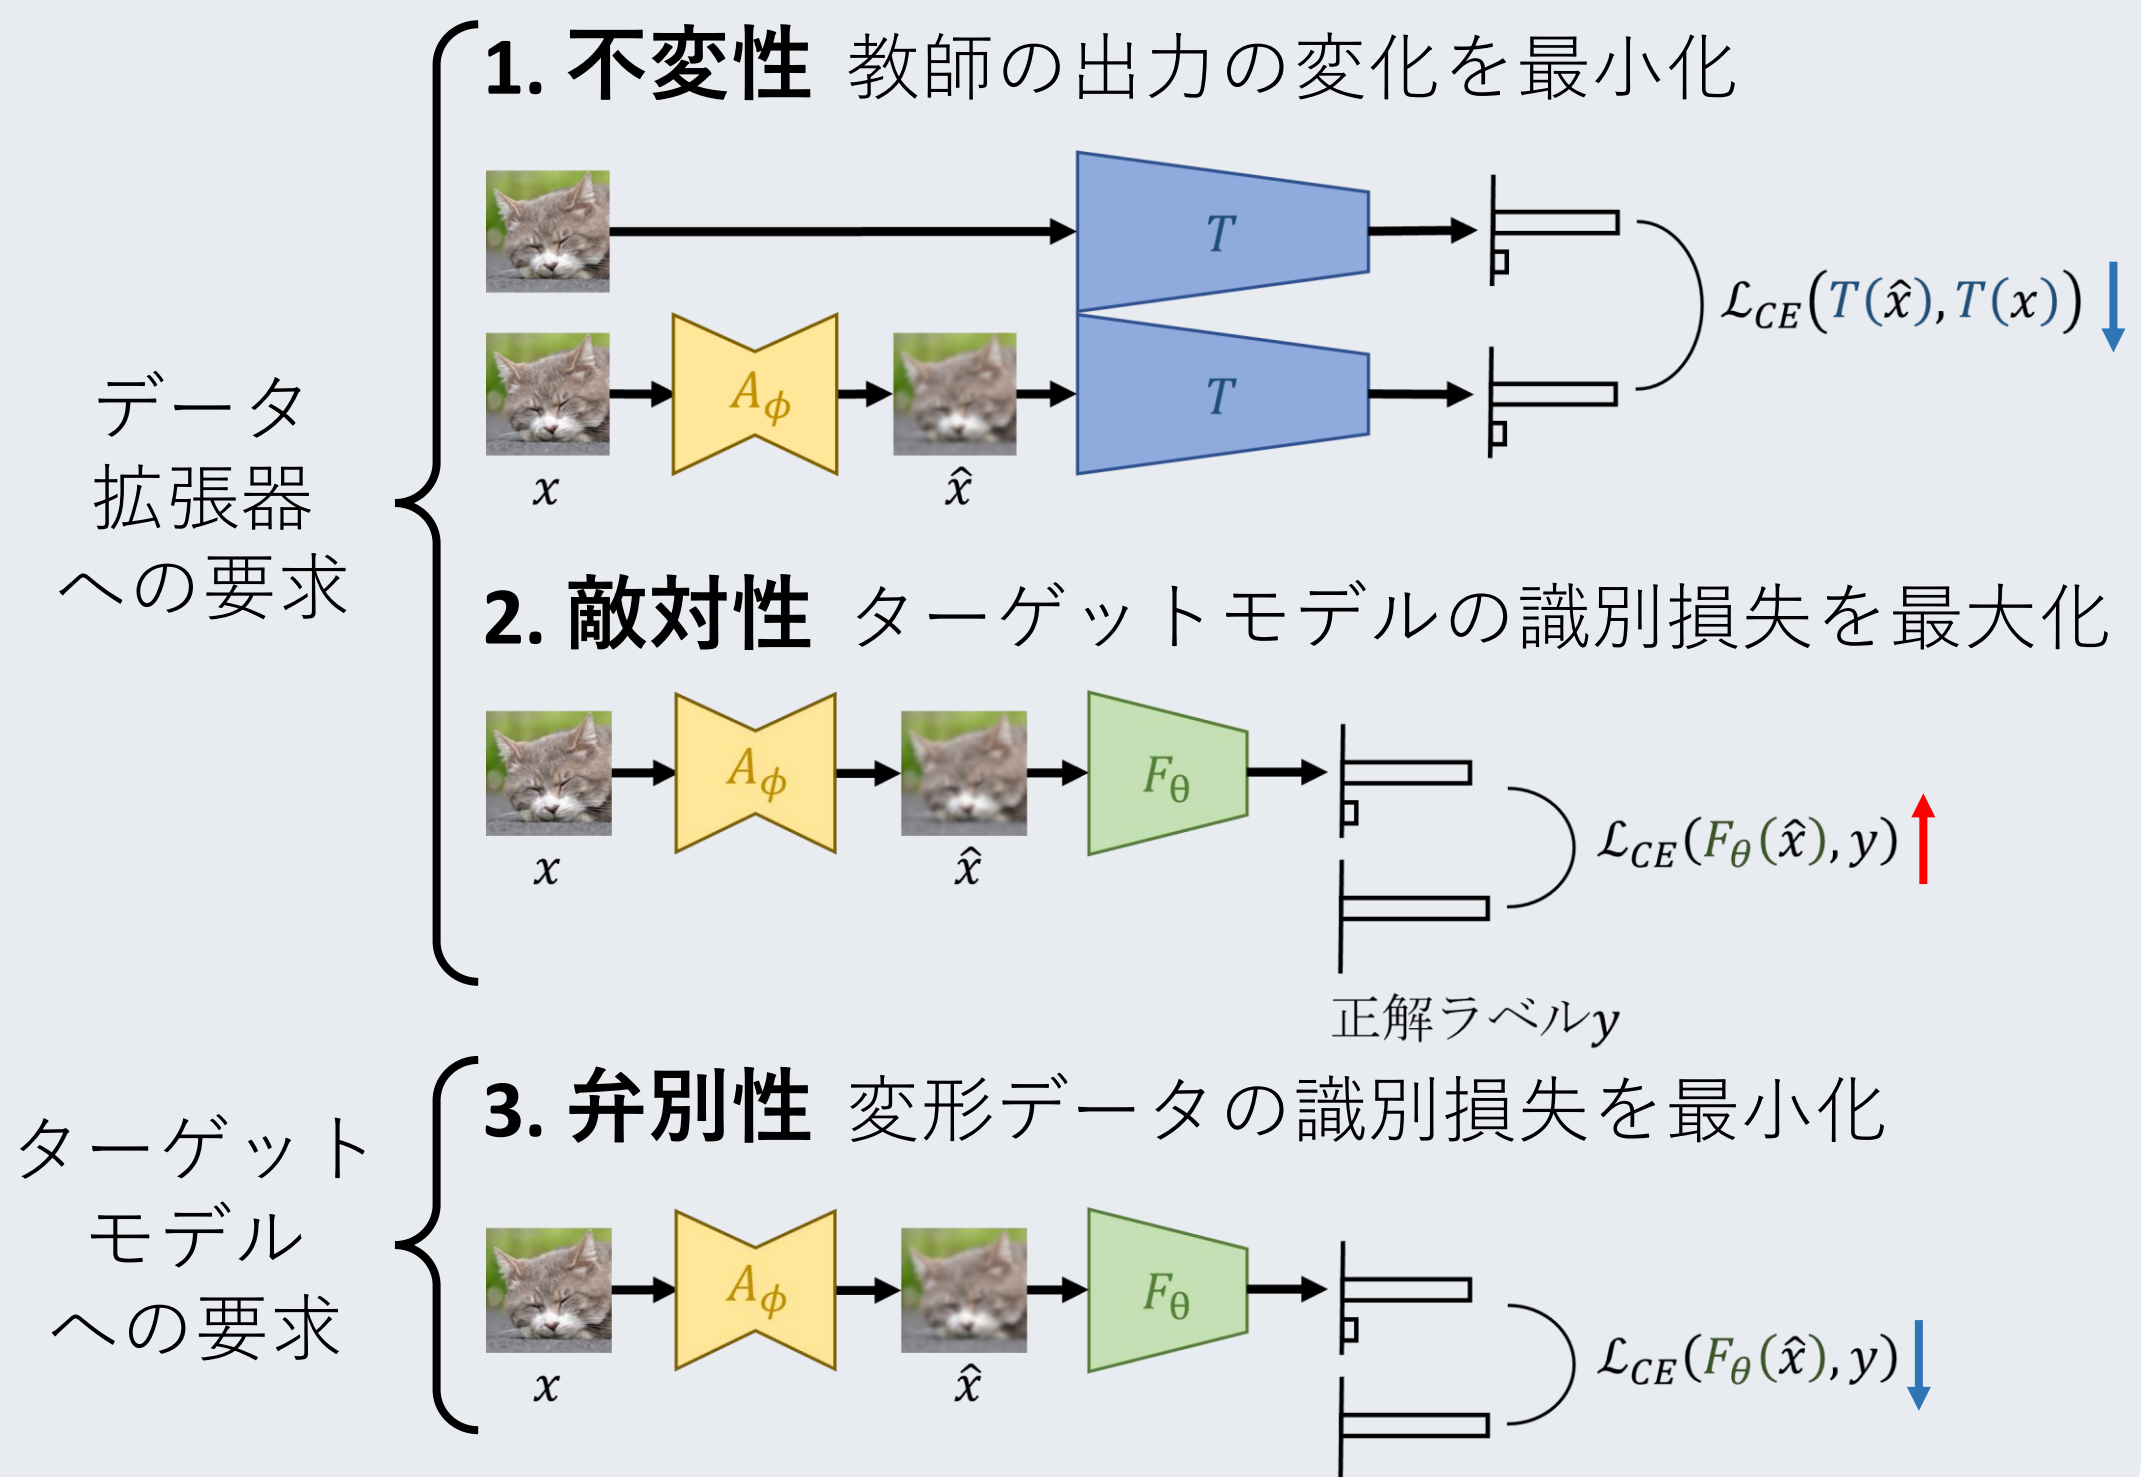 1. 不変性 教師の出力の変化を最小化
T
ℒ_CE(T(x̂), T(x))
A_ϕ
T
x
x̂
データ
拡張器
への要求
2. 敵対性 ターゲットモデルの識別損失を最大化
A_ϕ
F_θ
ℒ_CE(F_θ(x̂), y)
x
x̂
正解ラベルy
3. 弁別性 変形データの識別損失を最小化
ターゲット
モデル
への要求
A_ϕ
F_θ
ℒ_CE(F_θ(x̂), y)
x
x̂